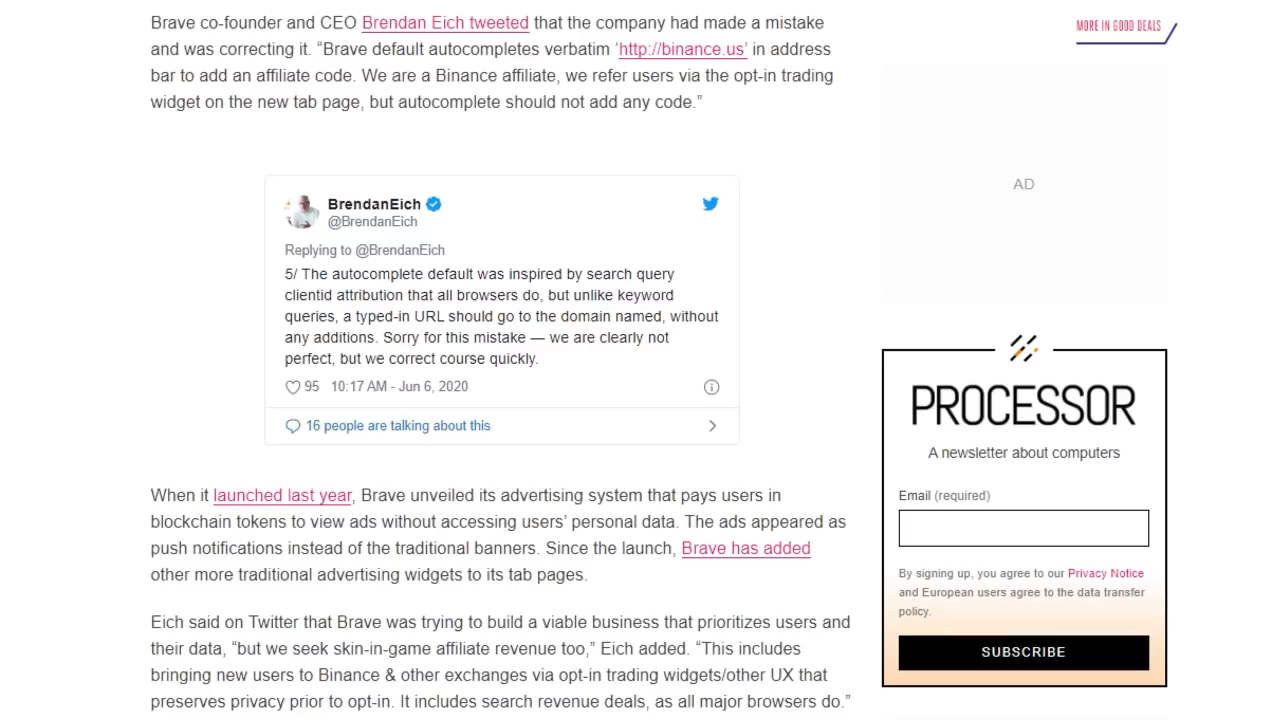 Brave co-founder and CEO Brendan Eich tweeted that the company had made a mistake
and was correcting it. “Brave default autocompletes verbatim ‘http://binance.us’ in address
bar to add an affiliate code. We are a Binance affiliate, we refer users via the opt-in trading
widget on the new tab page, but autocomplete should not add any code.”
BrendanEich
@BrendanEich
Replying to @BrendanEich
5/ The autocomplete default was inspired by search query
clientid attribution that all browsers do, but unlike keyword
queries, a typed-in URL should go to the domain named, without
any additions. Sorry for this mistake — we are clearly not
perfect, but we correct course quickly.
95 10:17 AM - Jun 6, 2020
16 people are talking about this
When it launched last year, Brave unveiled its advertising system that pays users in
blockchain tokens to view ads without accessing users’ personal data. The ads appeared as
push notifications instead of the traditional banners. Since the launch, Brave has added
other more traditional advertising widgets to its tab pages.
Eich said on Twitter that Brave was trying to build a viable business that prioritizes users and
their data, “but we seek skin-in-game affiliate revenue too,” Eich added. “This includes
bringing new users to Binance & other exchanges via opt-in trading widgets/other UX that
preserves privacy prior to opt-in. It includes search revenue deals, as all major browsers do.”
MORE IN GOOD DEALS
AD
PROCESSOR
A newsletter about computers
Email (required)
By signing up, you agree to our Privacy Notice
and European users agree to the data transfer
policy.
SUBSCRIBE